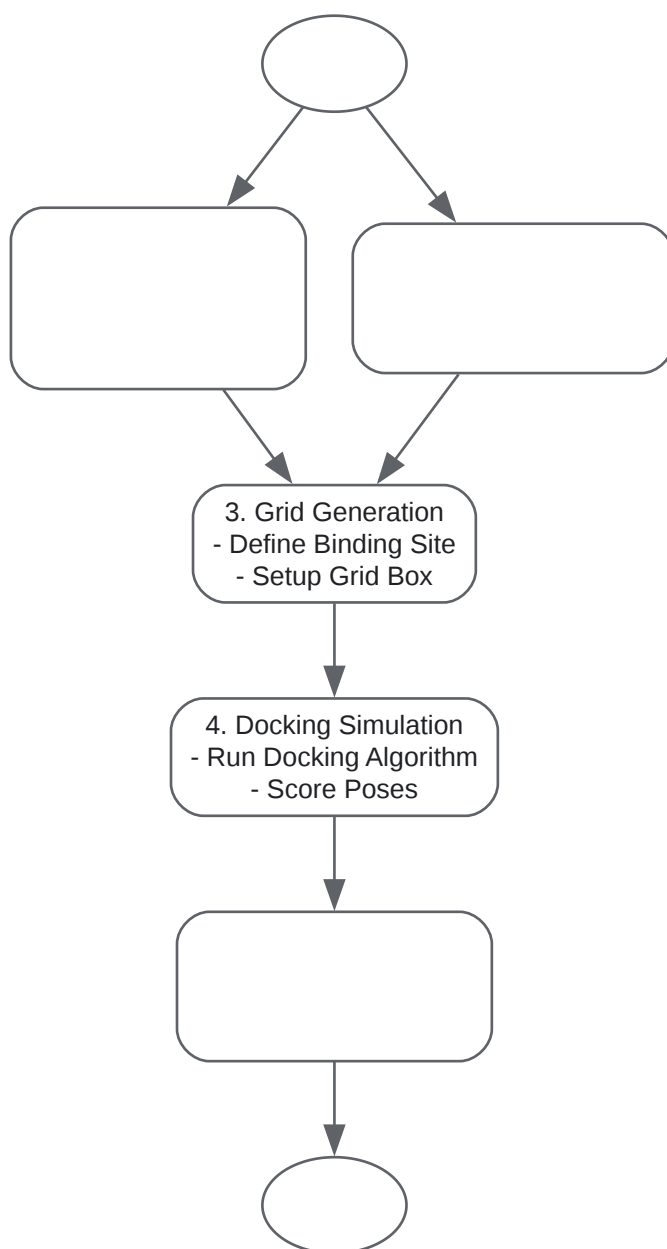 3. Grid Generation
- Define Binding Site
- Setup Grid Box
4. Docking Simulation
- Run Docking Algorithm
- Score Poses